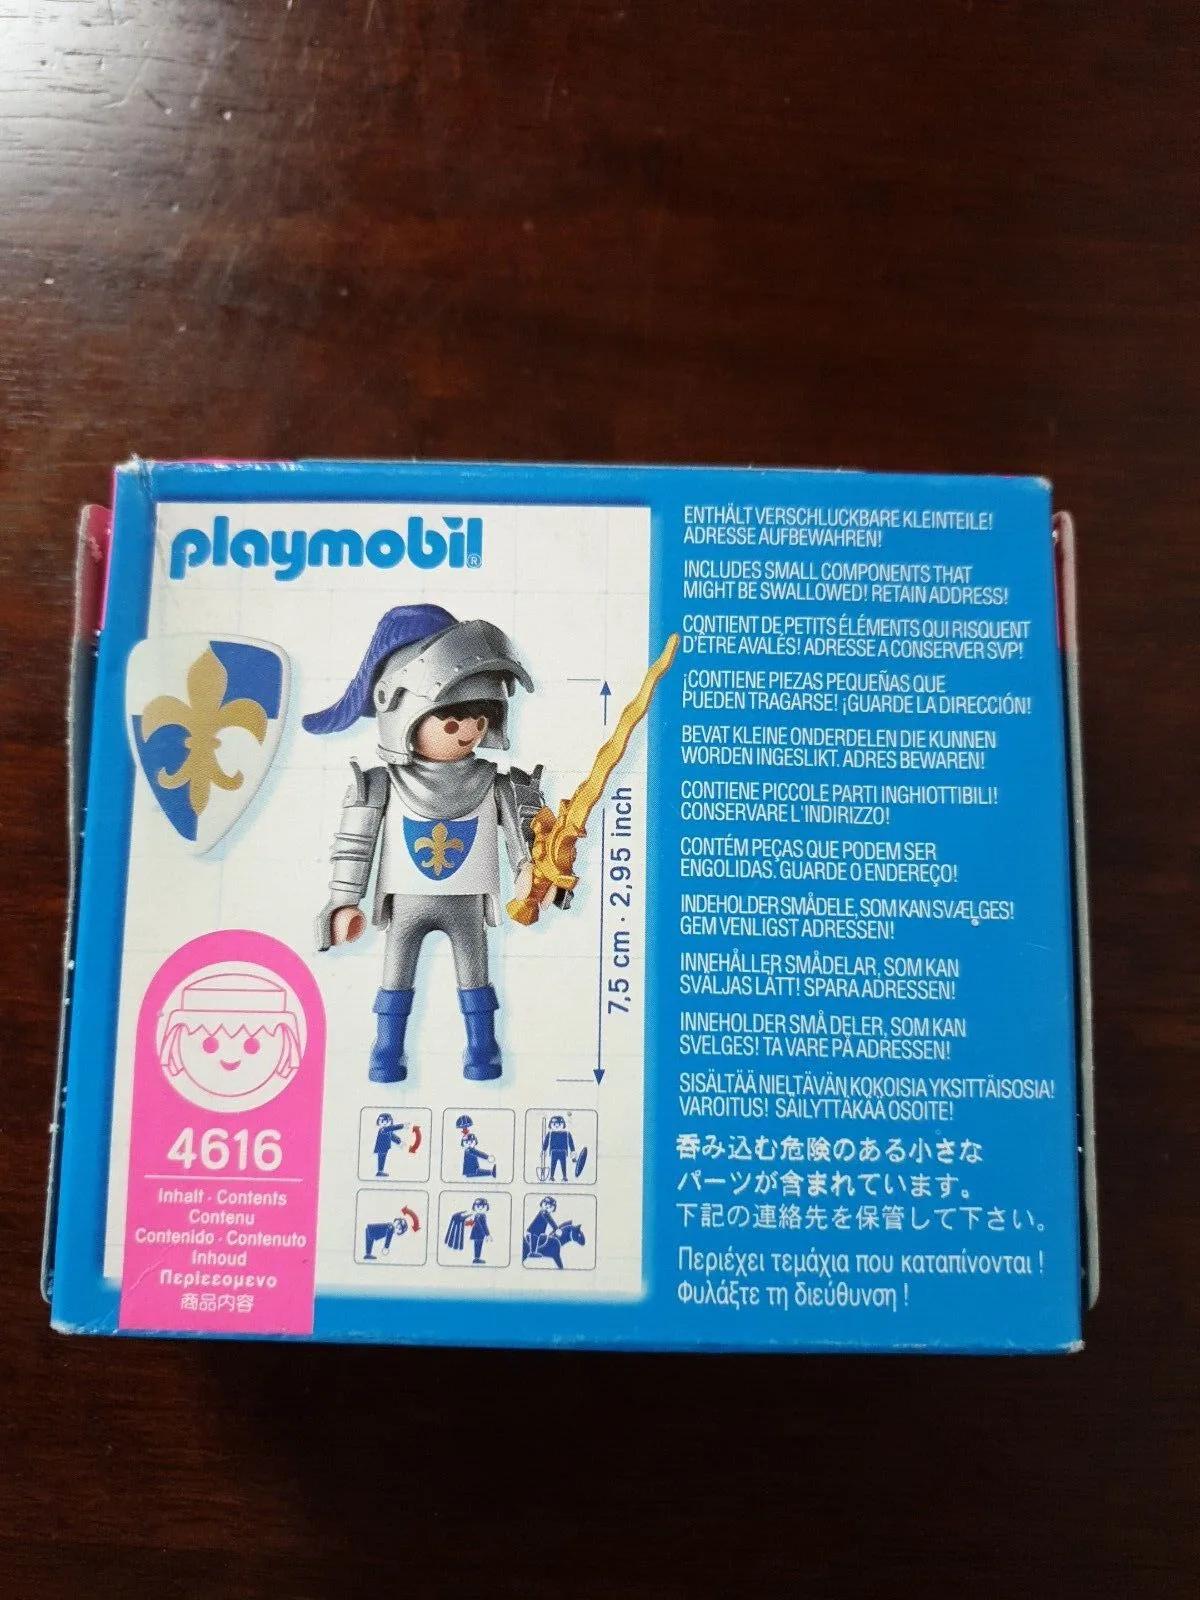 playmobil®
7,5 cm · 2,95 inch
4616
Inhalt · Contents
Contenu
Contenido · Contenuto
Inhoud
Περιεεομενο
商品内容
ENTHÄLT VERSCHLUCKBARE KLEINTEILE!
ADRESSE AUFBEWAHREN!
INCLUDES SMALL COMPONENTS THAT
MIGHT BE SWALLOWED! RETAIN ADDRESS!
CONTIENT DE PETITS ÉLÉMENTS QUI RISQUENT
D'ÈTRE AVALÉS! ADRESSE A CONSERVER SVP!
¡CONTIENE PIEZAS PEQUEÑAS QUE
PUEDEN TRAGARSE! ¡GUARDE LA DIRECCIÓN!
BEVAT KLEINE ONDERDELEN DIE KUNNEN
WORDEN INGESLIKT. ADRES BEWAREN!
CONTIENE PICCOLE PARTI INGHIOTTIBILI!
CONSERVARE L'INDIRIZZO!
CONTÉM PEÇAS QUE PODEM SER
ENGOLIDAS. GUARDE O ENDEREÇO!
INDEHOLDER SMÅDELE, SOM KAN SVÆLGES!
GEM VENLIGST ADRESSEN!
INNEHÅLLER SMÅDELAR, SOM KAN
SVÄLJAS LÄTT! SPARA ADRESSEN!
INNEHOLDER SMÅ DELER, SOM KAN
SVELGES! TA VARE PÅ ADRESSEN!
SISÄLTÄÄ NIELTÄVÄN KOKOISIA YKSITTÄISOSIA!
VAROITUS! SÄILYTTÄKÄÄ OSOITE!
呑み込む危険のある小さな
パーツが含まれています。
下記の連絡先を保管して下さい。
Περιέχει τεμάχια που καταπίνονται !
Φυλάξτε τη διεύθυνση !